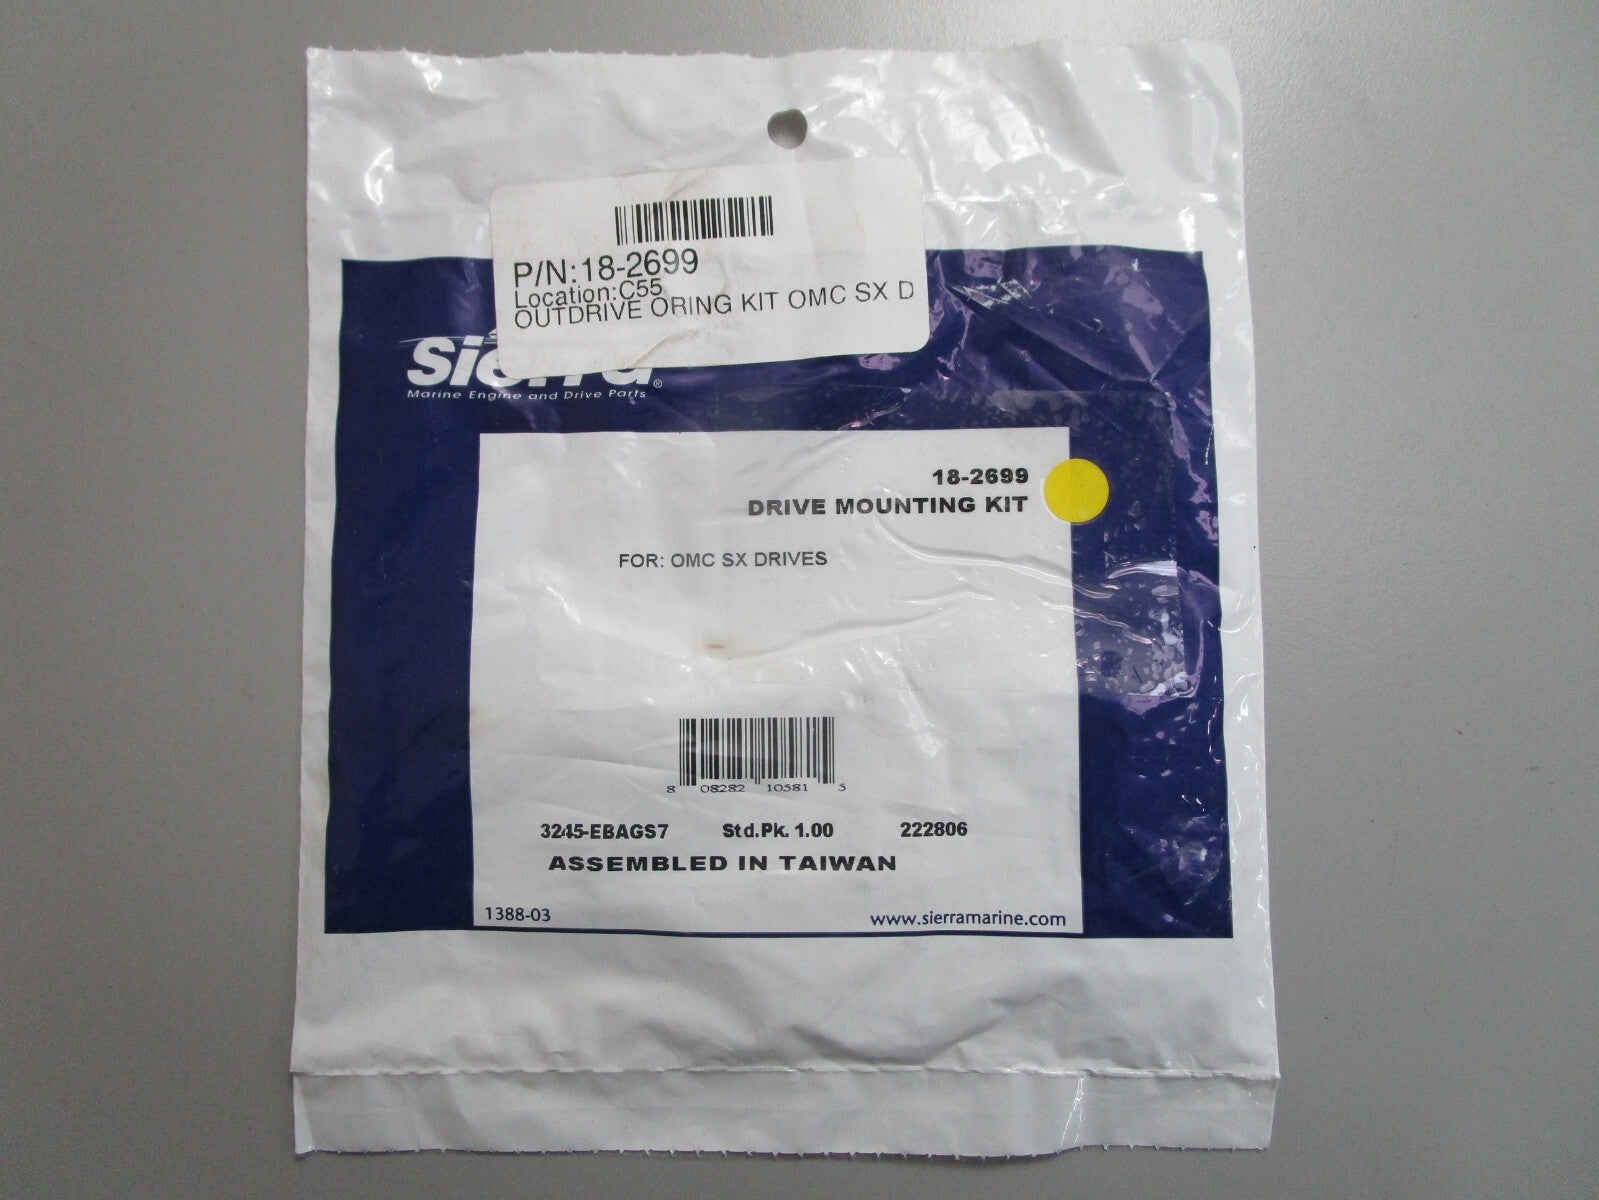 P/N:18-2699
Location:C55
OUTDRIVE ORING KIT OMC SX D
Sierra®
Marine Engine and Drive Parts
18-2699
DRIVE MOUNTING KIT
FOR: OMC SX DRIVES
8 08282 10581 5
3245-EBAGS7 Std.Pk. 1.00 222806
ASSEMBLED IN TAIWAN
1388-03 www.sierramarine.com